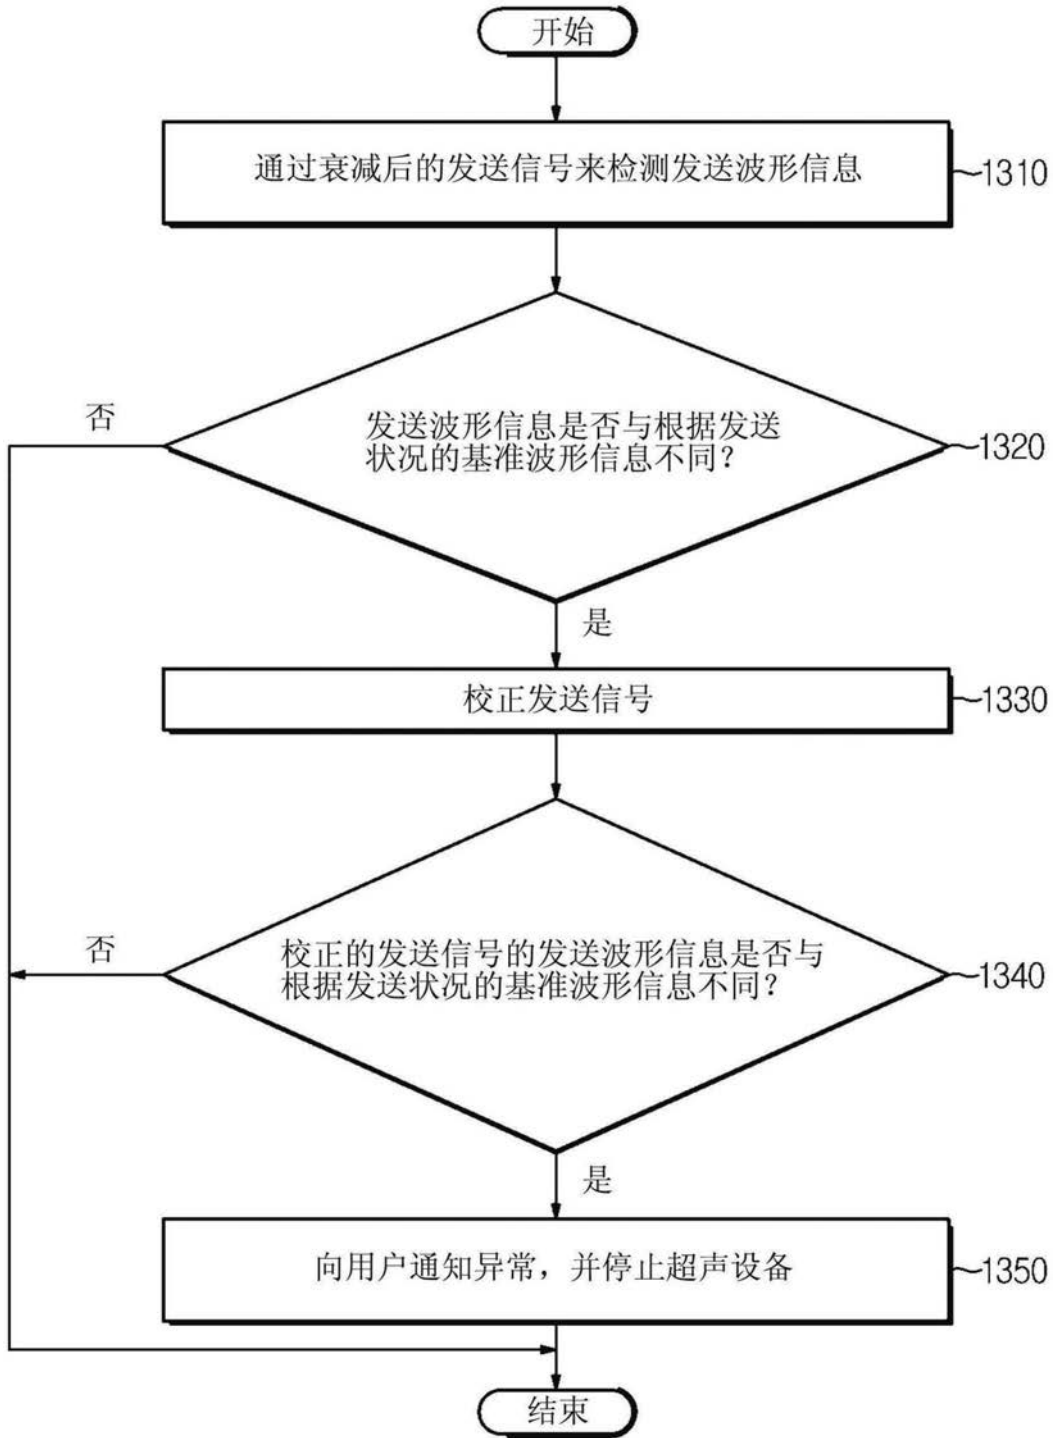 开始
通过衰减后的发送信号来检测发送波形信息
1310
否
发送波形信息是否与根据发送
状况的基准波形信息不同?
1320
是
校正发送信号
1330
否
校正的发送信号的发送波形信息是否与
根据发送状况的基准波形信息不同?
1340
是
向用户通知异常，并停止超声设备
1350
结束